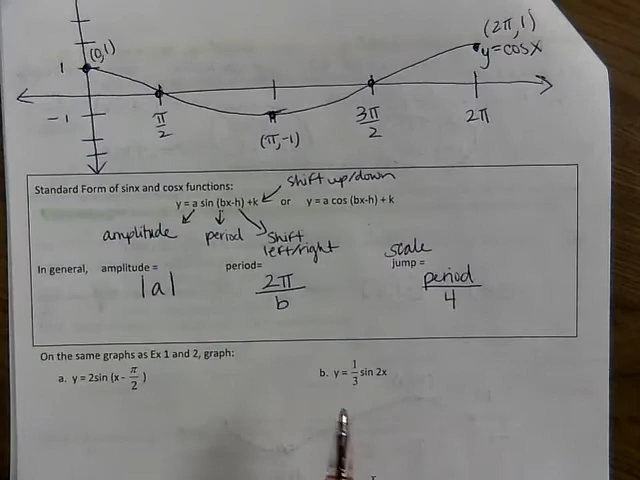 (2π, 1)
(0,1)
y=cosx
1
-1
π/2
(π,-1)
3π/2
2π
Standard Form of sinx and cosx functions:
shift up/down
y = a sin (bx-h) +k or y = a cos (bx-h) + k
amplitude period shift left/right
scale
In general, amplitude = period= jump =
|a| 2π/b period/4
On the same graphs as Ex 1 and 2, graph:
a. y = 2sin (x - π/2) b. y = 1/3 sin 2x